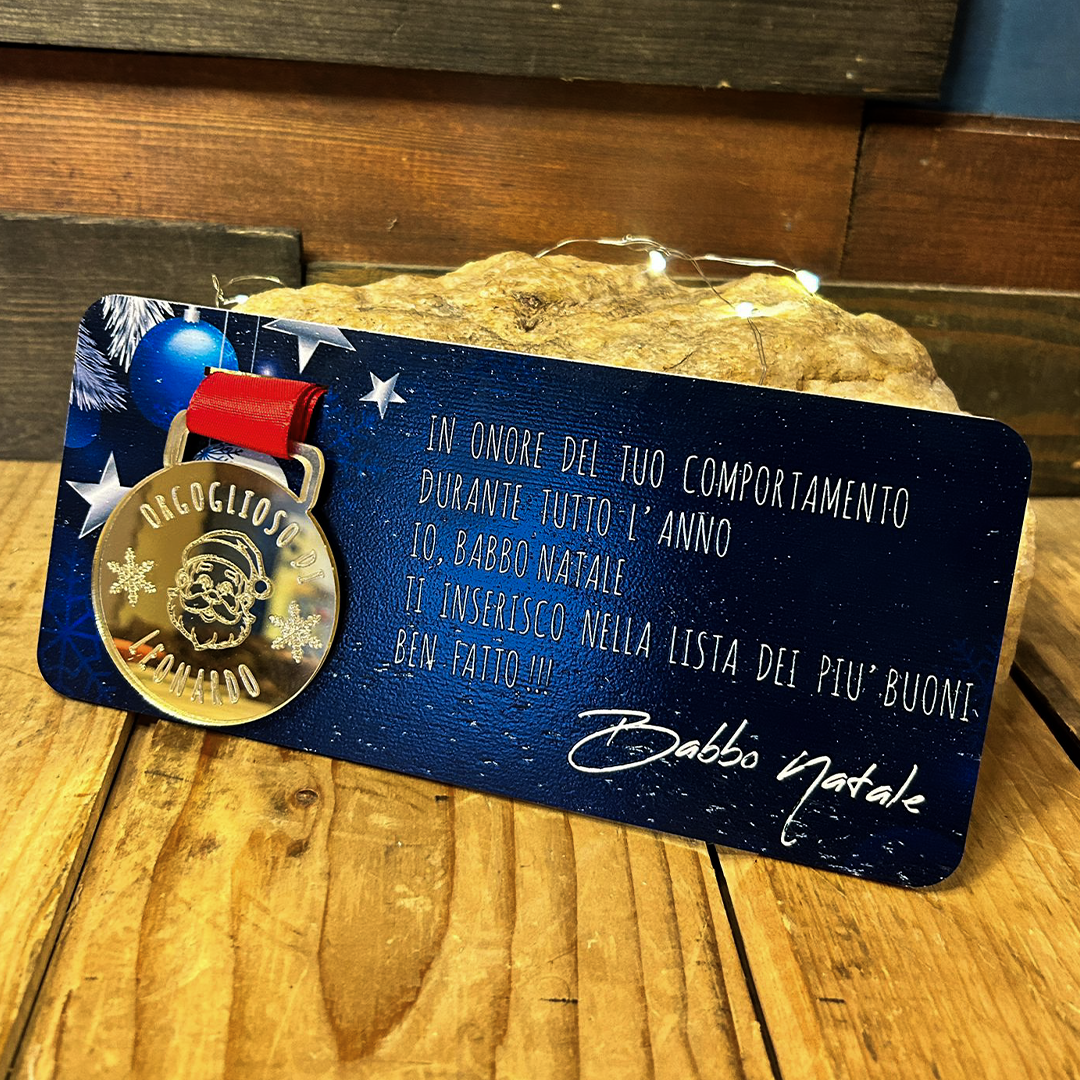 ORGOGLIOSO DI
LEONARDO
IN ONORE DEL TUO COMPORTAMENTO
DURANTE TUTTO L'ANNO
IO, BABBO NATALE
TI INSERISCO NELLA LISTA DEI PIU' BUONI
BEN FATTO !!!
Babbo Natale